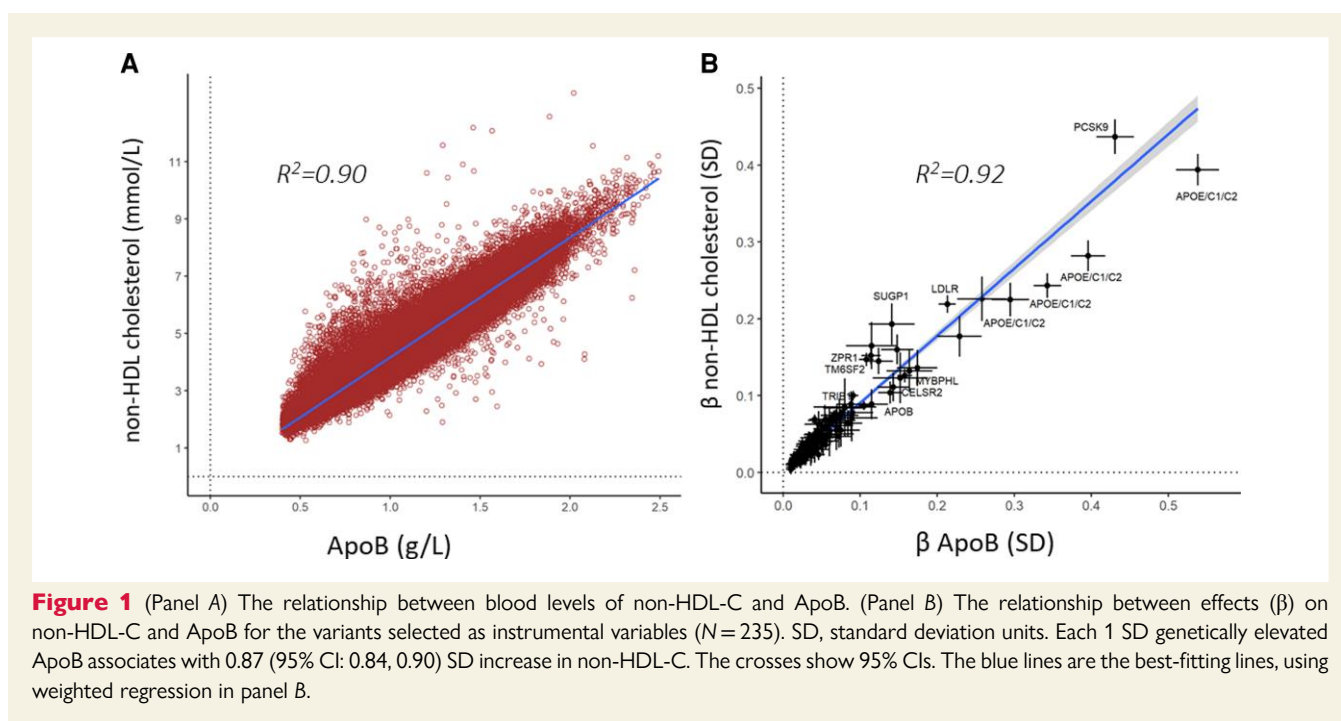 A
non-HDL cholesterol (mmol/L)
11
9
7
5
3
1
R²=0.90
0.0 0.5 1.0 1.5 2.0 2.5
ApoB (g/L)
B
β non-HDL cholesterol (SD)
0.5
0.4
0.3
0.2
0.1
0.0
R²=0.92
PCSK9
APOE/C1/C2
APOE/C1/C2
APOE/C1/C2
LDLR
SUGP1
APOE/C1/C2
ZPR1
TM6SF2
MYBPHL
CELSR2
APOB
0.0 0.1 0.2 0.3 0.4 0.5
β ApoB (SD)
Figure 1 (Panel A) The relationship between blood levels of non-HDL-C and ApoB. (Panel B) The relationship between effects (β) on
non-HDL-C and ApoB for the variants selected as instrumental variables (N = 235). SD, standard deviation units. Each 1 SD genetically elevated
ApoB associates with 0.87 (95% CI: 0.84, 0.90) SD increase in non-HDL-C. The crosses show 95% CIs. The blue lines are the best-fitting lines, using
weighted regression in panel B.